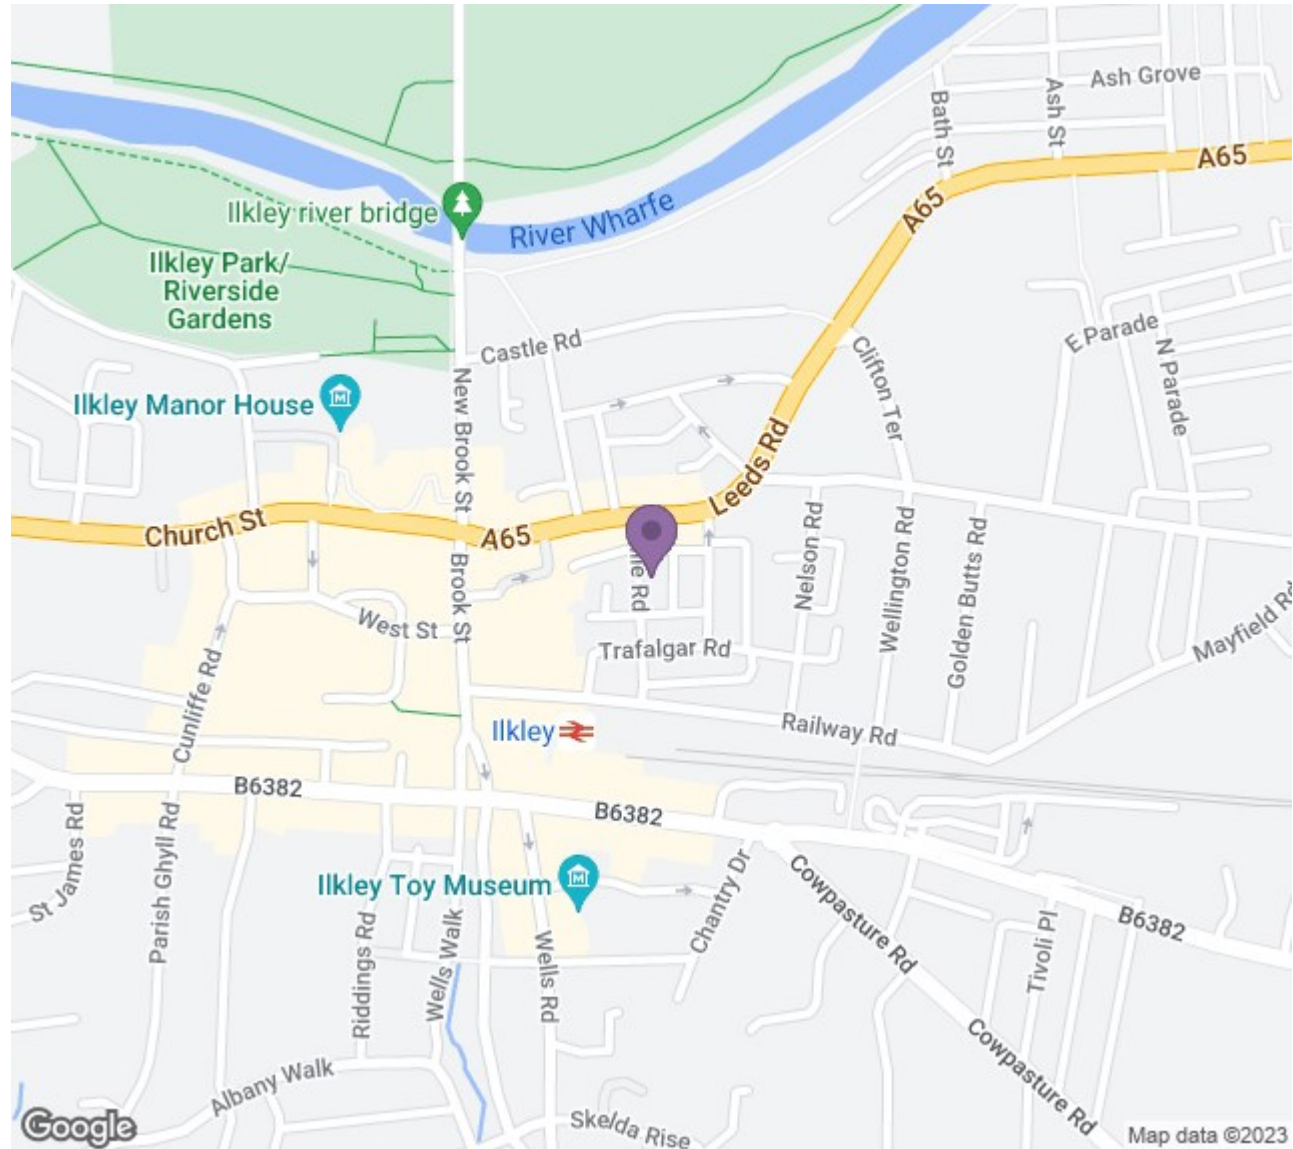 Ash Grove
Bath St
Ash St
A65
A65
Ilkley river bridge
River Wharfe
Ilkley Park/
Riverside
Gardens
Castle Rd
E Parade
N Parade
Clifton Ter
Ilkley Manor House
New Brook St
Leeds Rd
Church St
A65
Nelson Rd
Wellington Rd
Golden Butts Rd
Brook St
West St
Trafalgar Rd
Mayfield Rd
Cunliffe Rd
Ilkley
Railway Rd
B6382
B6382
St James Rd
Parish Ghyll Rd
Ilkley Toy Museum
Chantry Dr
Cowpasture Rd
B6382
Tivoli Pl
Riddings Rd
Wells Walk
Wells Rd
Cowpasture Rd
Albany Walk
Skelda Rise
Google
Map data ©2023